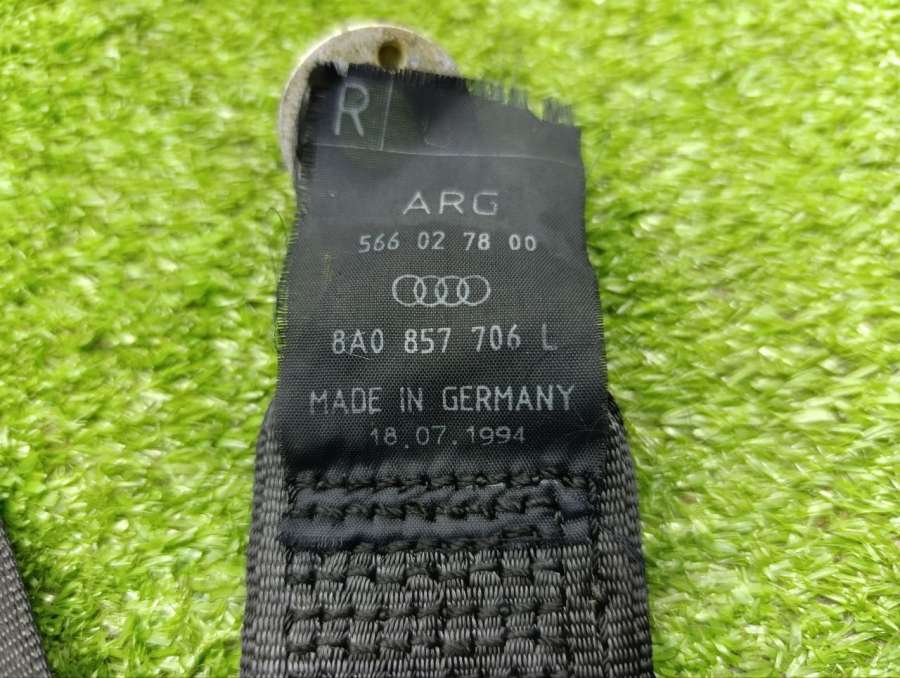 R
ARG
566 02 78 00
8A0 857 706 L
MADE IN GERMANY
18.07.1994